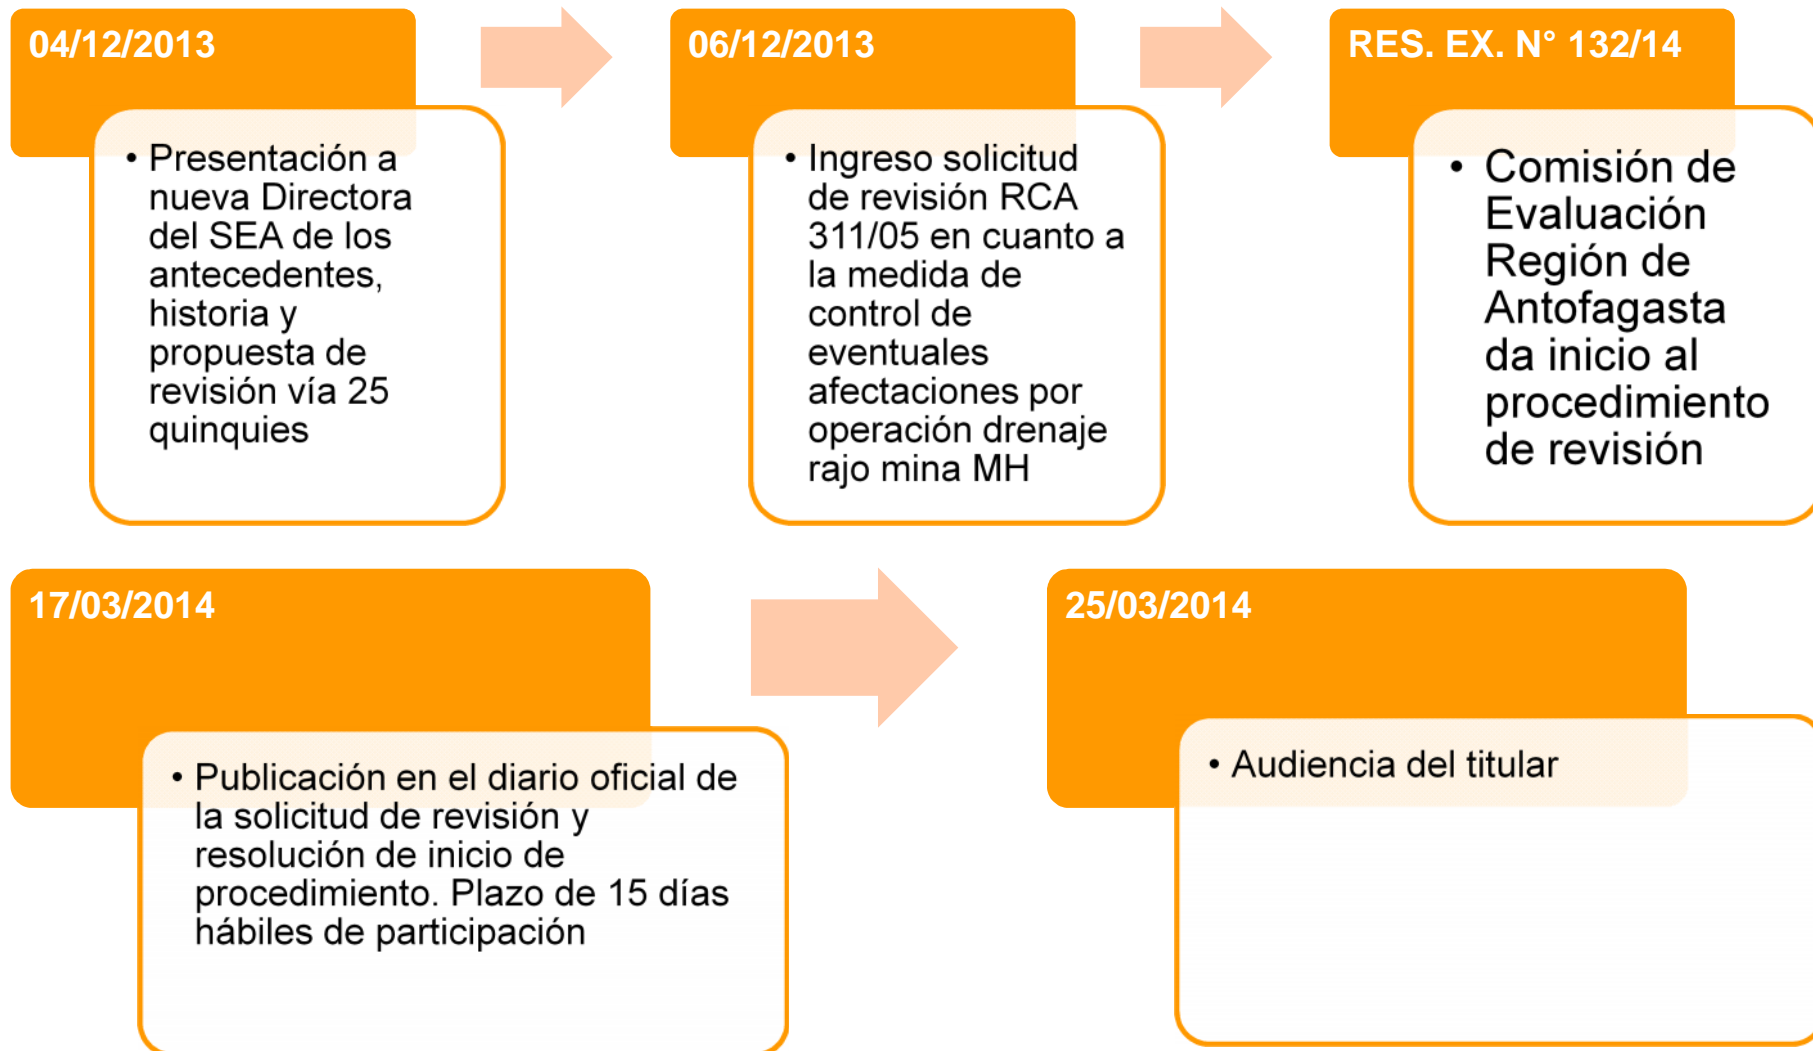 04/12/2013
• Presentación a
nueva Directora
del SEA de los
antecedentes,
historia y
propuesta de
revisión vía 25
quinquies
06/12/2013
• Ingreso solicitud
de revisión RCA
311/05 en cuanto a
la medida de
control de
eventuales
afectaciones por
operación drenaje
rajo mina MH
RES. EX. N° 132/14
• Comisión de
Evaluación
Región de
Antofagasta
da inicio al
procedimiento
de revisión
17/03/2014
• Publicación en el diario oficial de
la solicitud de revisión y
resolución de inicio de
procedimiento. Plazo de 15 días
hábiles de participación
25/03/2014
• Audiencia del titular